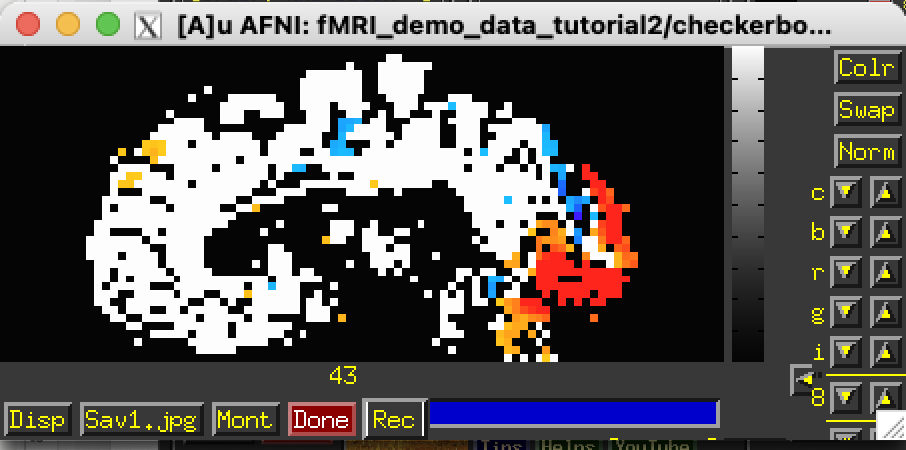 [A]u AFNI: fMRI_demo_data_tutorial2/checkerbo...
Colr
Swap
Norm
c
b
r
g
i
43
8
Disp Sav1.jpg Mont Done Rec
Tips Helps YouTube